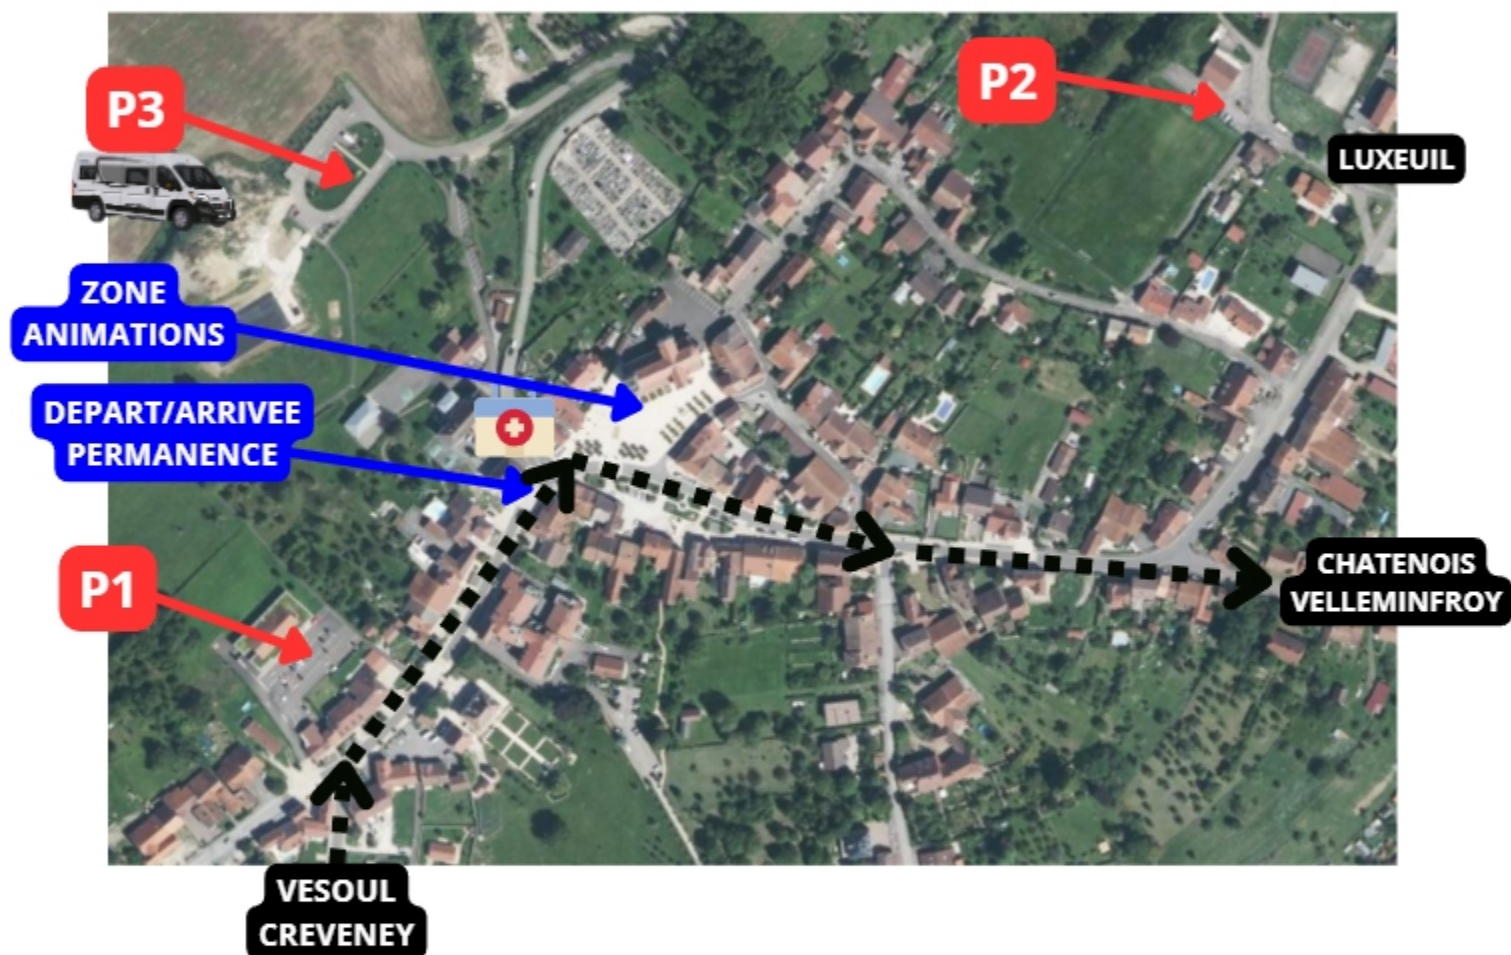 P3
P2
LUXEUIL
ZONE
ANIMATIONS
DEPART/ARRIVEE
PERMANENCE
P1
CHATENOIS
VELLEMINFROY
VESOUL
CREVENEY